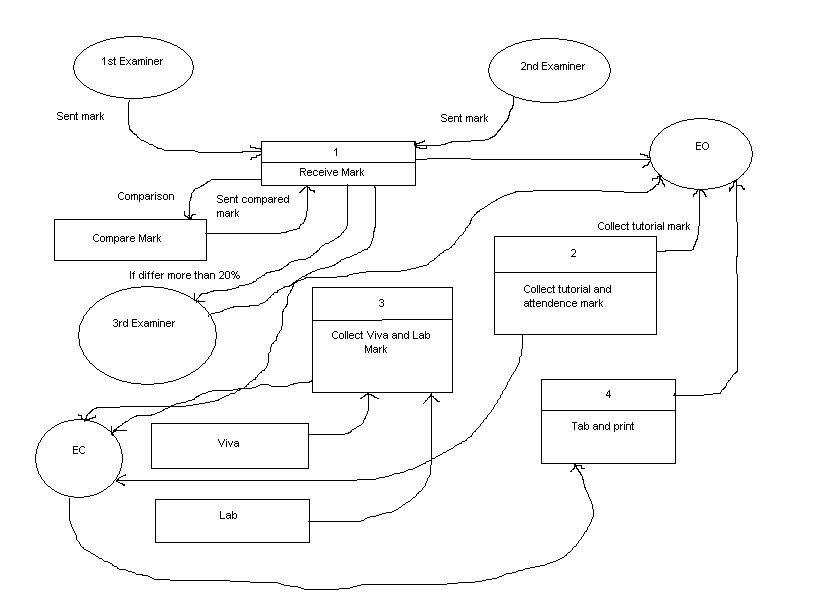 1st Examiner
2nd Examiner
Sent mark
Sent mark
1
EO
Receive Mark
Comparison
Sent compared
mark
Compare Mark
Collect tutorial mark
2
If differ more than 20%
Collect tutorial and
attendence mark
3
3rd Examiner
Collect Viva and Lab
Mark
4
Tab and print
EC
Viva
Lab